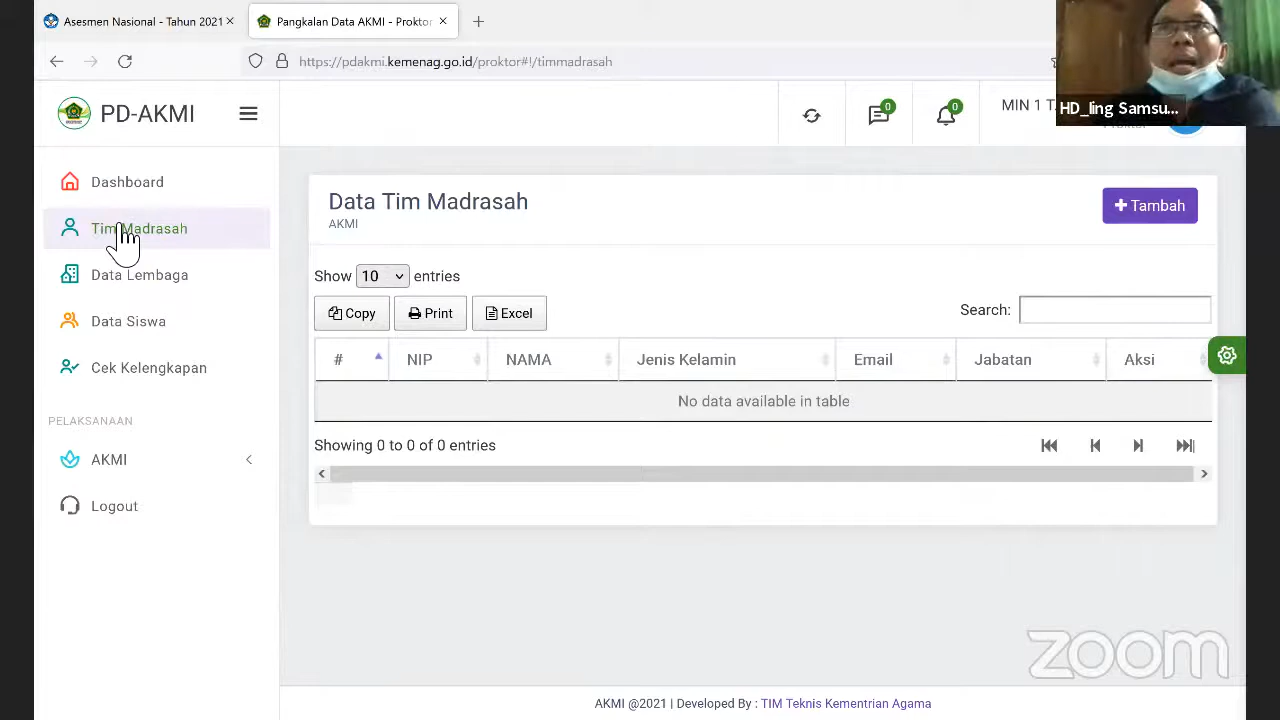 Asesmen Nasional - Tahun 2021
Pangkalan Data AKMI - Proktor
https://pdakmi.kemenag.go.id/proktor#!/timmadrasah
HD_Iing Samsu...
PD-AKMI
0
0
MIN 1 T
Proktor
Dashboard
Tim Madrasah
Data Lembaga
Data Siswa
Cek Kelengkapan
PELAKSANAAN
AKMI
Logout
Data Tim Madrasah
AKMI
+ Tambah
Show 10 entries
Copy
Print
Excel
Search:
# NIP NAMA Jenis Kelamin Email Jabatan Aksi
No data available in table
Showing 0 to 0 of 0 entries
zoom
AKMI @2021 | Developed By : TIM Teknis Kementrian Agama